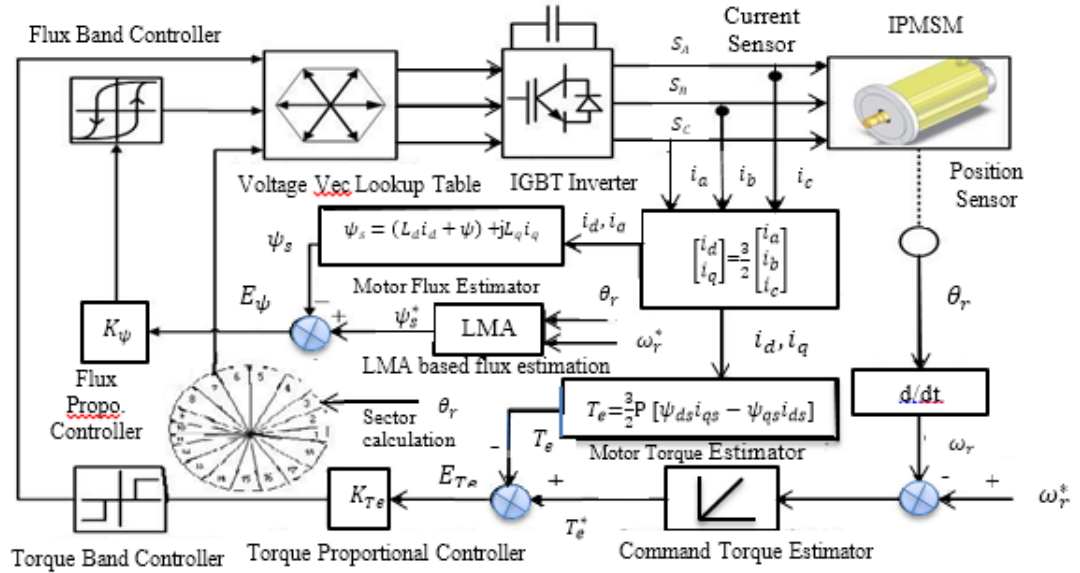 Flux Band Controller
Current
Sensor
IPMSM
S_A
S_B
S_C
Voltage Vec Lookup Table
IGBT Inverter
i_a
i_b
i_c
Position
Sensor
ψ_s
ψ_s = (L_d i_d + ψ) +jL_q i_q
i_d, i_a
[i_d i_q] = 3/2 [i_a i_b i_c]
Motor Flux Estimator
θ_r
θ_r
E_ψ
−
+
ψ_s^*
LMA
K_ψ
ω_r^*
i_d, i_q
LMA based flux estimation
Flux
Propo.
Controller
Sector
calculation
θ_r
T_e = 3/2 P [ψ_ds i_qs − ψ_qs i_ds]
d/dt
-
T_e
Motor Torque Estimator
ω_r
E_Te
K_Te
+
T_e^*
-
+
ω_r^*
Torque Band Controller
Torque Proportional Controller
Command Torque Estimator